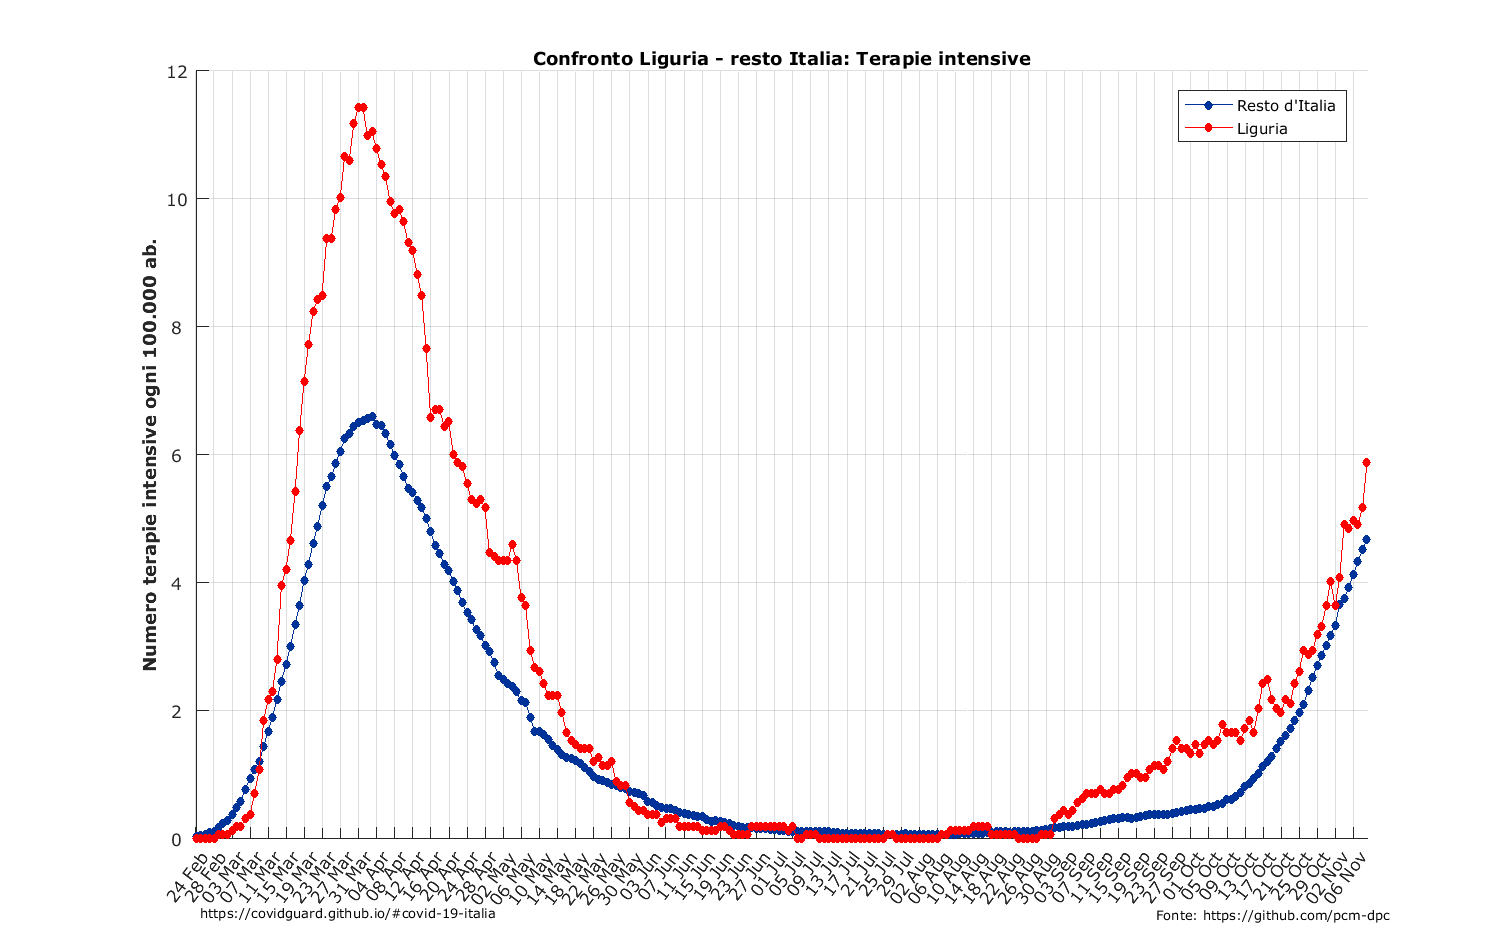 Confronto Liguria - resto Italia: Terapie intensive
Resto d'Italia
Liguria
Numero terapie intensive ogni 100.000 ab.
12
10
8
6
4
2
0
24 Feb
28 Feb
03 Mar
07 Mar
11 Mar
15 Mar
19 Mar
23 Mar
27 Mar
31 Mar
04 Apr
08 Apr
12 Apr
16 Apr
20 Apr
24 Apr
28 Apr
02 May
06 May
10 May
14 May
18 May
22 May
26 May
30 May
03 Jun
07 Jun
11 Jun
15 Jun
19 Jun
23 Jun
27 Jun
01 Jul
05 Jul
09 Jul
13 Jul
17 Jul
21 Jul
25 Jul
29 Jul
02 Aug
06 Aug
10 Aug
14 Aug
18 Aug
22 Aug
26 Aug
30 Aug
03 Sep
07 Sep
11 Sep
15 Sep
19 Sep
23 Sep
27 Sep
01 Oct
05 Oct
09 Oct
13 Oct
17 Oct
21 Oct
25 Oct
29 Oct
02 Nov
06 Nov
https://covidguard.github.io/#covid-19-italia
Fonte: https://github.com/pcm-dpc